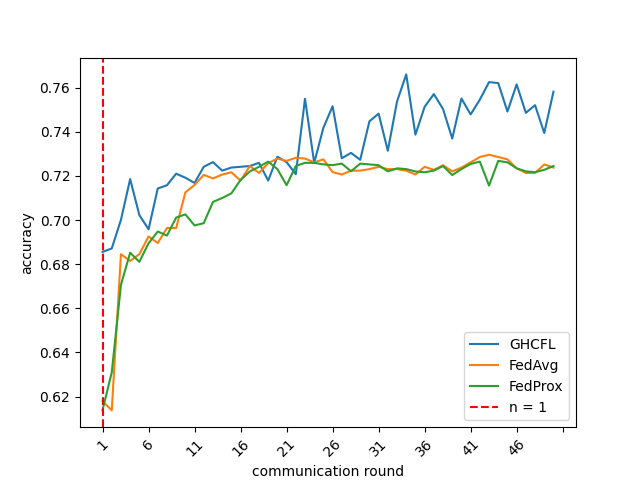 0.76
0.74
0.72
0.70
0.68
0.66
0.64
0.62
accuracy
GHCFL
FedAvg
FedProx
n = 1
1 6 11 16 21 26 31 36 41 46
communication round